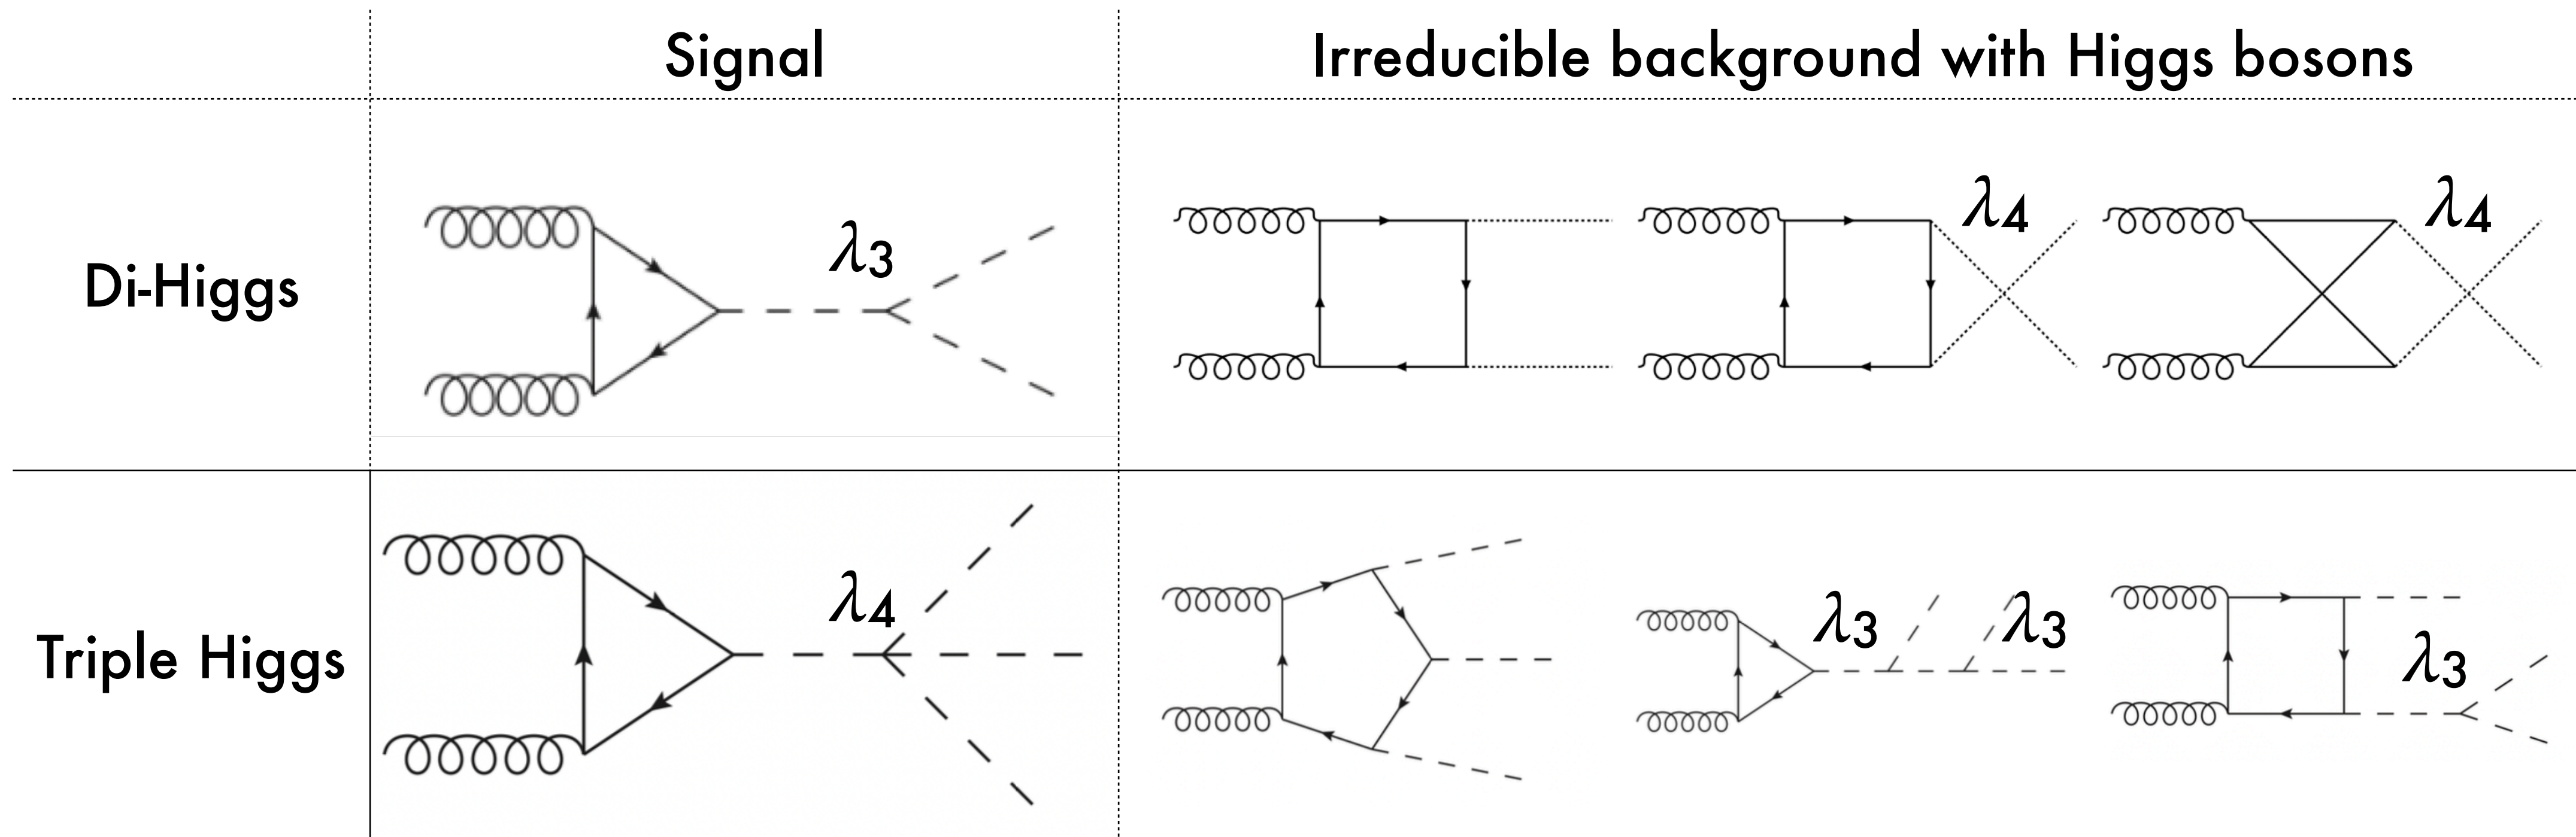 Signal
Irreducible background with Higgs bosons
Di-Higgs
λ3
λ4
λ4
Triple Higgs
λ4
λ3
λ3
λ3